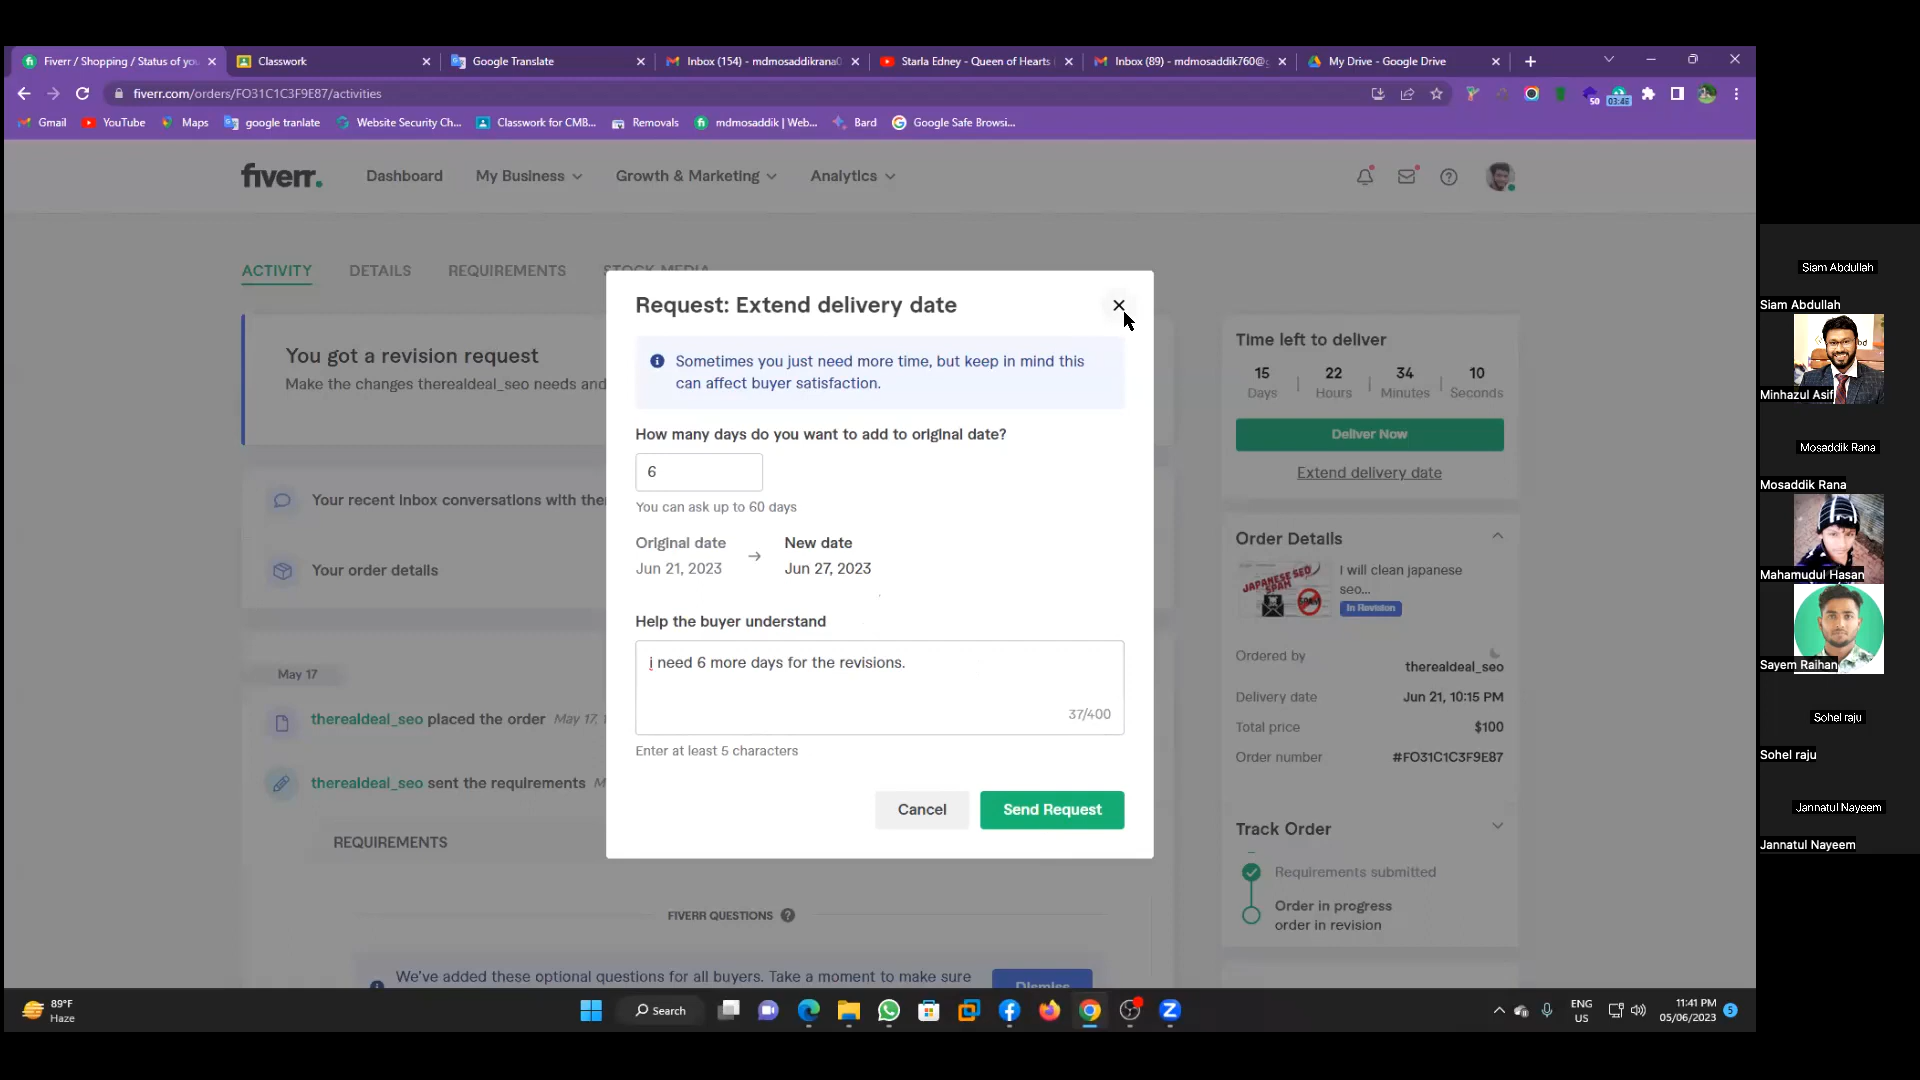 Fiverr / Shopping / Status of you
Classwork
Google Translate
Inbox (154) - mdmosaddikrana0
Starla Edney - Queen of Hearts
Inbox (89) - mdmosaddik760@g
My Drive - Google Drive
fiverr.com/orders/FO31C1C3F9E87/activities
50
03:45
Gmail
YouTube
Maps
google tranlate
Website Security Ch...
Classwork for CMB...
Removals
mdmosaddik | Web...
Bard
Google Safe Browsi...
fiverr.
Dashboard
My Business
Growth & Marketing
Analytics
ACTIVITY
DETAILS
REQUIREMENTS
STOCK MEDIA
You got a revision request
Make the changes therealdeal_seo needs and
Your recent Inbox conversations with ther
Your order details
May 17
therealdeal_seo placed the order May 17,
therealdeal_seo sent the requirements M
REQUIREMENTS
FIVERR QUESTIONS
We've added these optional questions for all buyers. Take a moment to make sure
Dismiss
Request: Extend delivery date
Sometimes you just need more time, but keep in mind this
can affect buyer satisfaction.
How many days do you want to add to original date?
6
You can ask up to 60 days
Original date
New date
Jun 21, 2023
Jun 27, 2023
Help the buyer understand
i need 6 more days for the revisions.
37/400
Enter at least 5 characters
Cancel
Send Request
Time left to deliver
15
22
34
10
Days
Hours
Minutes
Seconds
Deliver Now
Extend delivery date
Order Details
JAPANESE SEO
SPAM
I will clean japanese
seo...
In Revision
Ordered by
therealdeal_seo
Delivery date
Jun 21, 10:15 PM
Total price
$100
Order number
#FO31C1C3F9E87
Track Order
Requirements submitted
Order in progress
order in revision
Siam Abdullah
Siam Abdullah
Minhazul Asif
Mosaddik Rana
Mosaddik Rana
Mahamudul Hasan
Sayem Raihan
Sohel raju
Sohel raju
Jannatul Nayeem
Jannatul Nayeem
89°F
Haze
Search
ENG
US
11:41 PM
05/06/2023
5